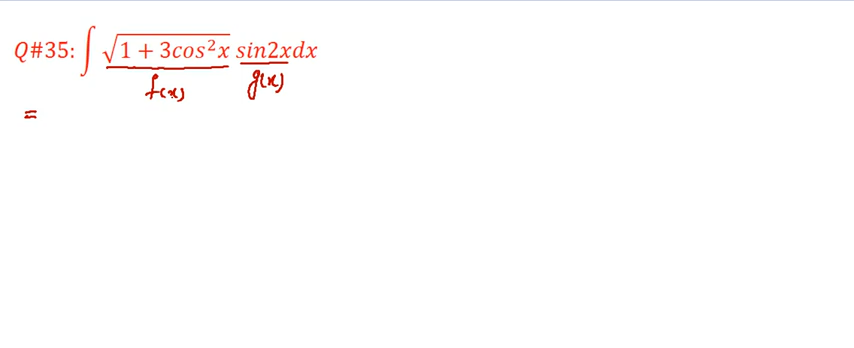 Q#35: ∫ √1 + 3cos²x sin2xdx
f(x) g(x)
=